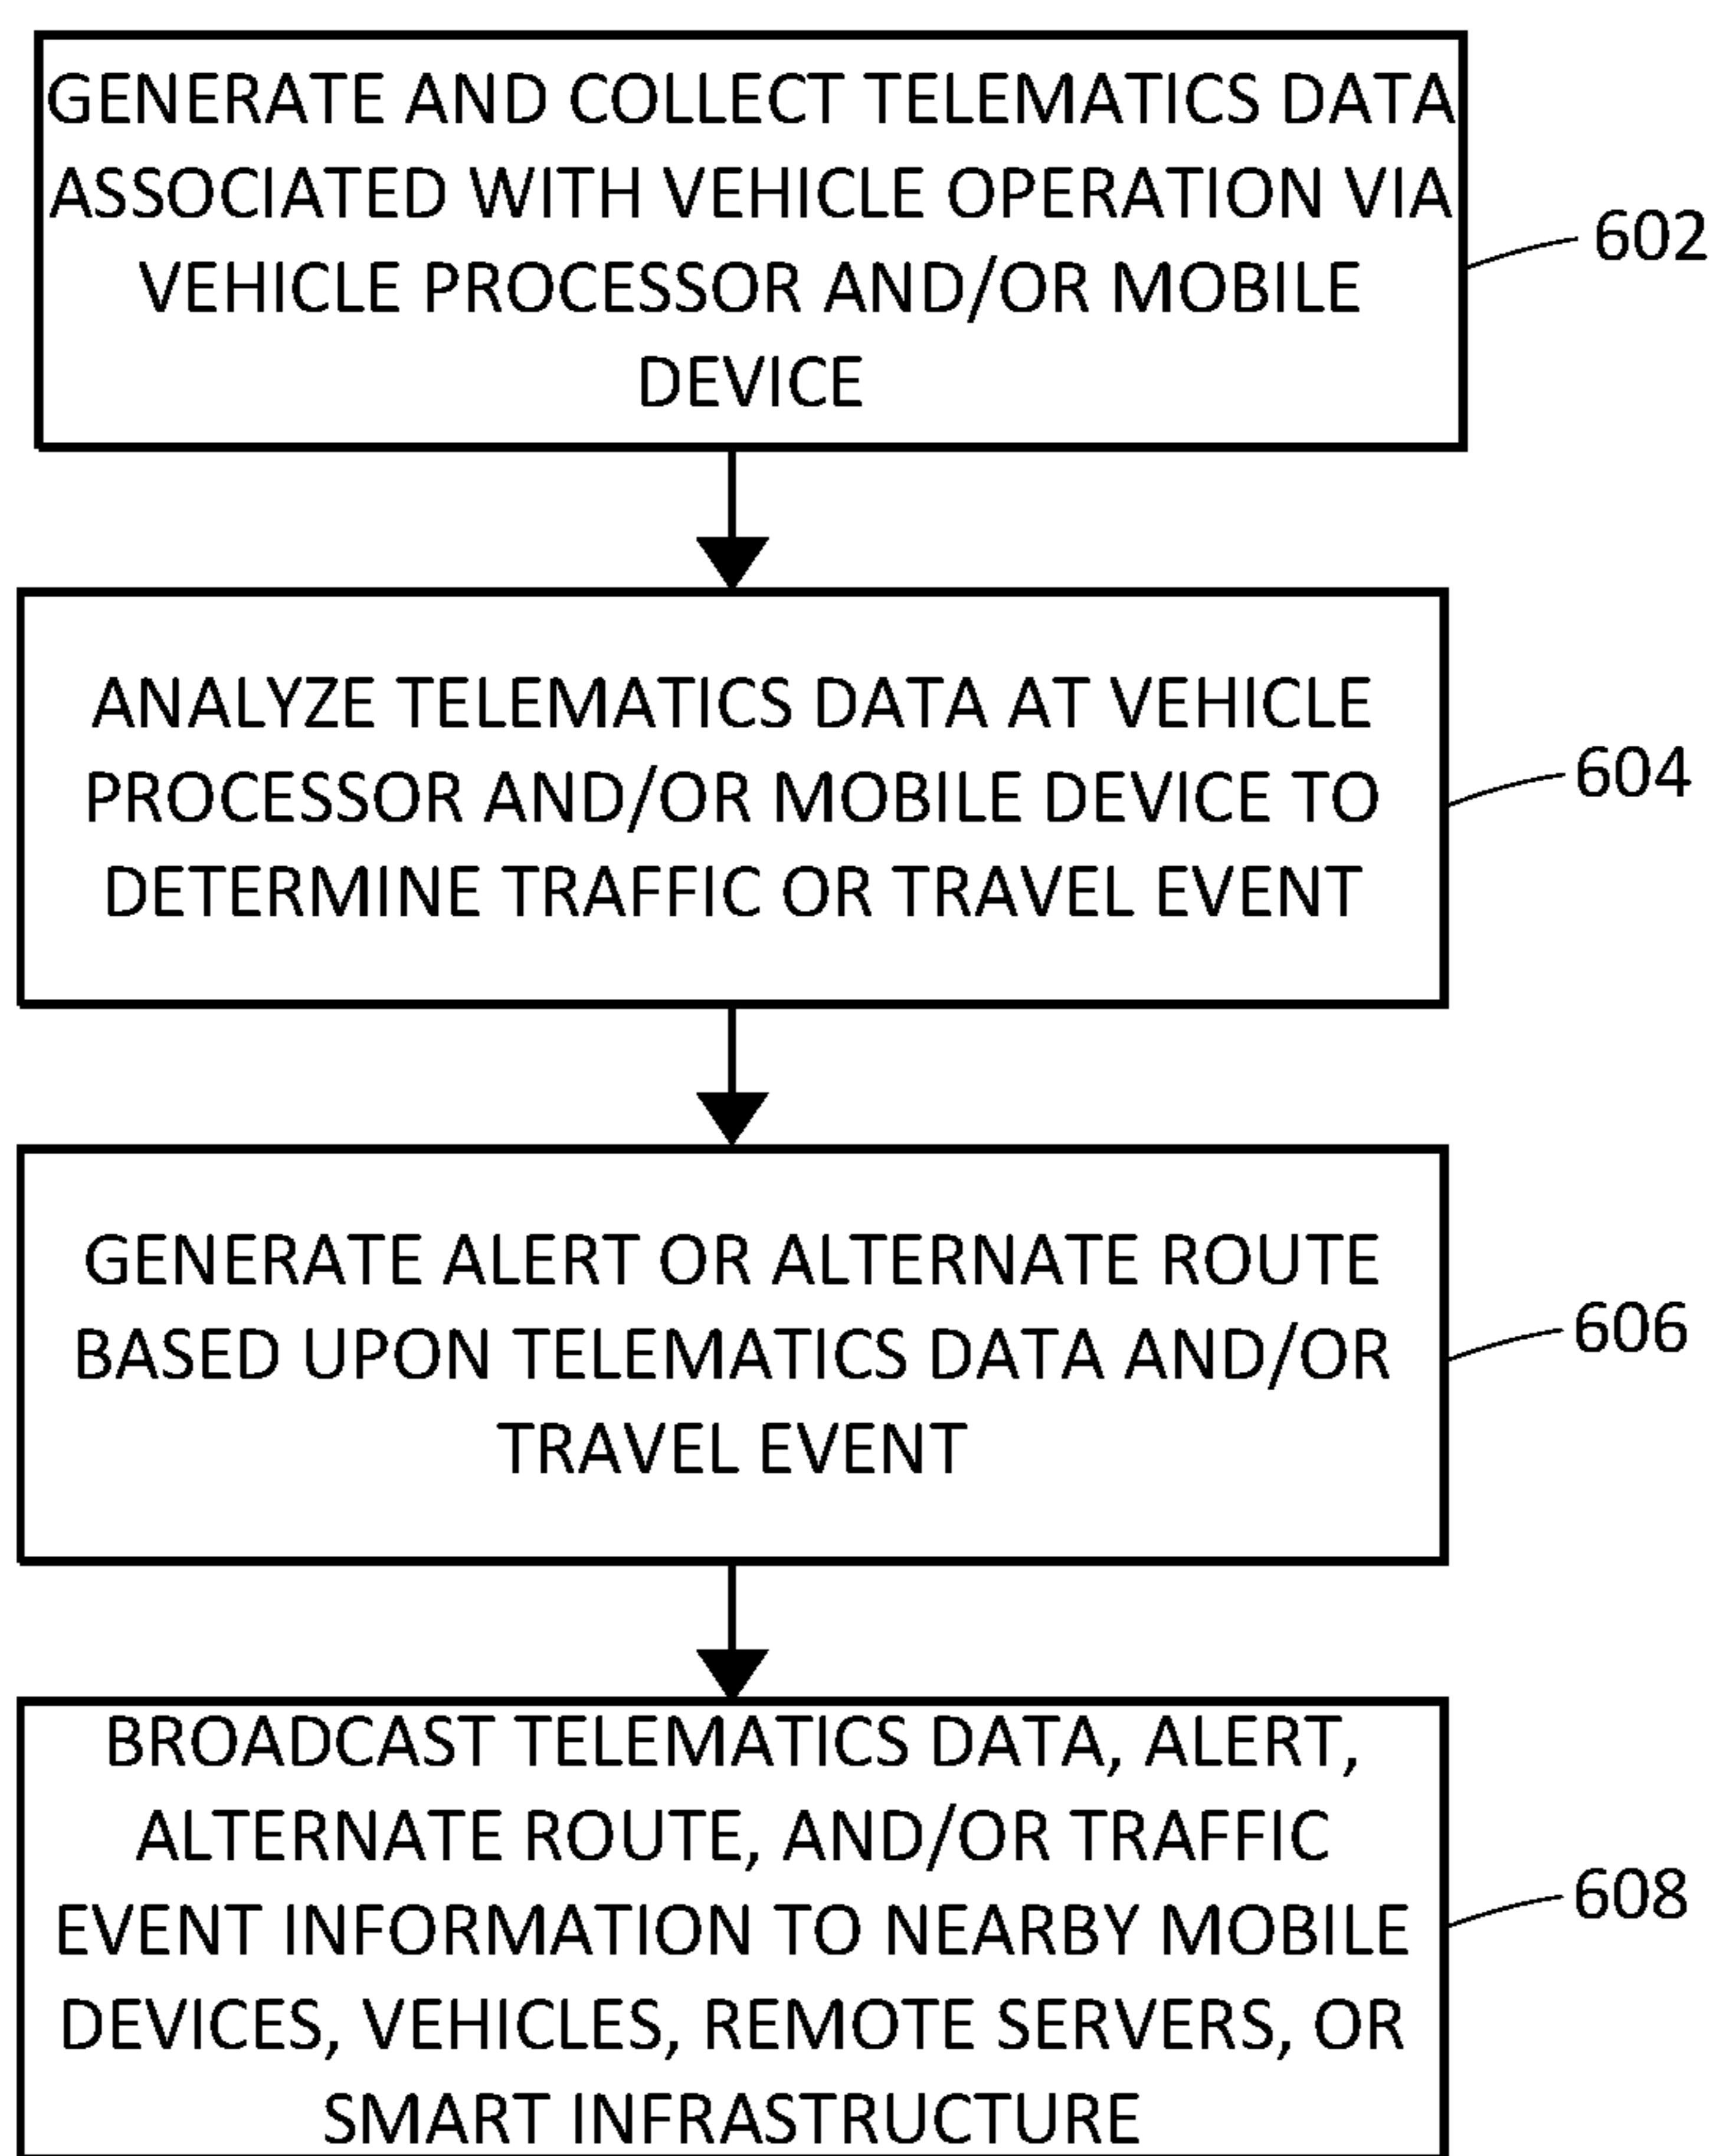 GENERATE AND COLLECT TELEMATICS DATA
ASSOCIATED WITH VEHICLE OPERATION VIA
VEHICLE PROCESSOR AND/OR MOBILE
DEVICE
602
ANALYZE TELEMATICS DATA AT VEHICLE
PROCESSOR AND/OR MOBILE DEVICE TO
DETERMINE TRAFFIC OR TRAVEL EVENT
604
GENERATE ALERT OR ALTERNATE ROUTE
BASED UPON TELEMATICS DATA AND/OR
TRAVEL EVENT
606
BROADCAST TELEMATICS DATA, ALERT,
ALTERNATE ROUTE, AND/OR TRAFFIC
EVENT INFORMATION TO NEARBY MOBILE
DEVICES, VEHICLES, REMOTE SERVERS, OR
SMART INFRASTRUCTURE
608